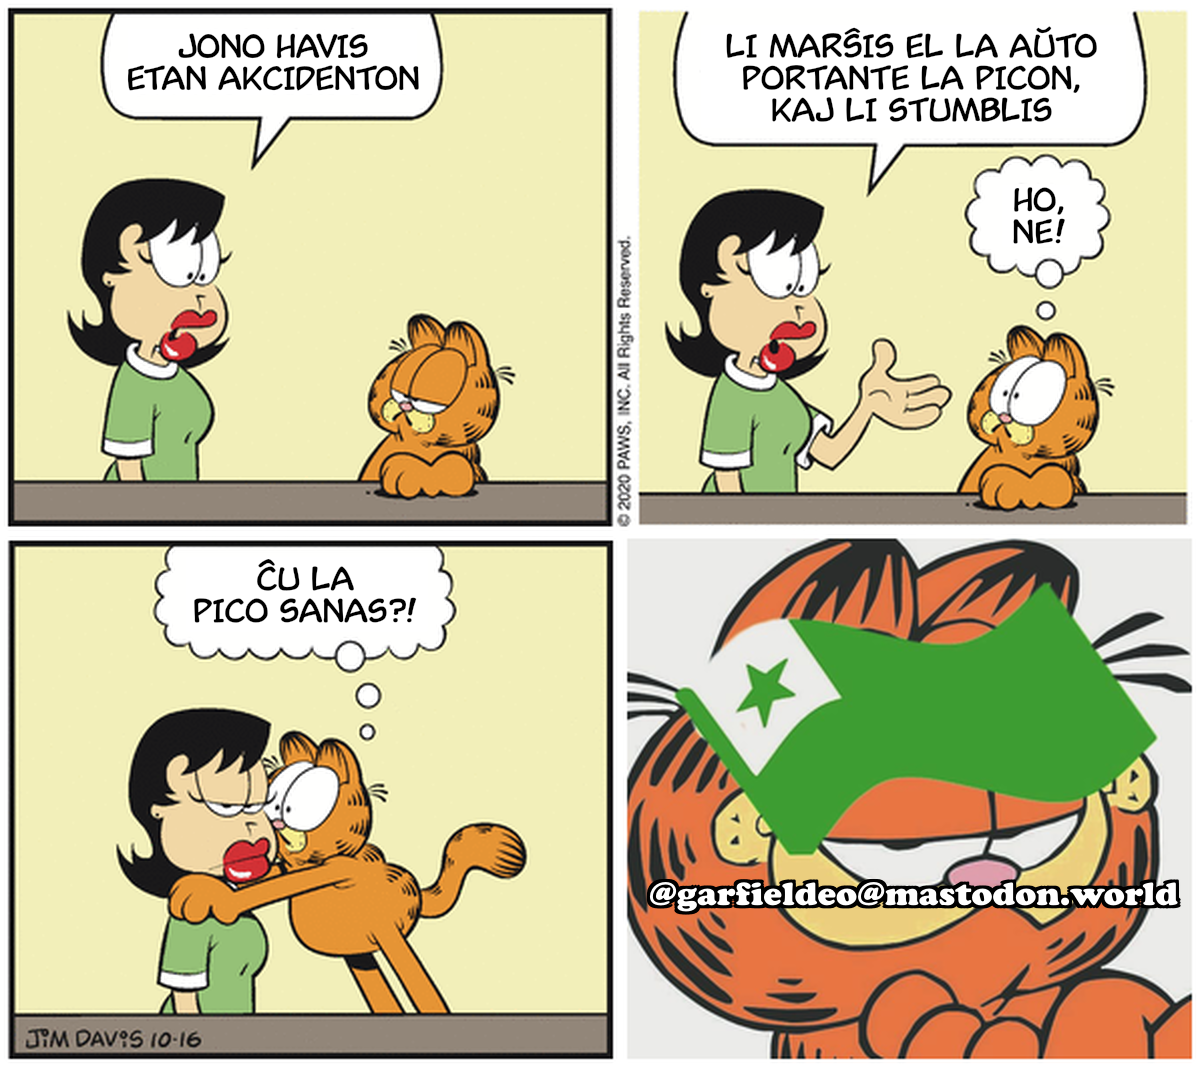 JONO HAVIS
ETAN AKCIDENTON
LI MARŜIS EL LA AŬTO
PORTANTE LA PICON,
KAJ LI STUMBLIS
HO,
NE!
© 2020 PAWS, INC. All Rights Reserved.
ĈU LA
PICO SANAS?!
JIM DAVIS 10-16
@garfieldeo@mastodon.world